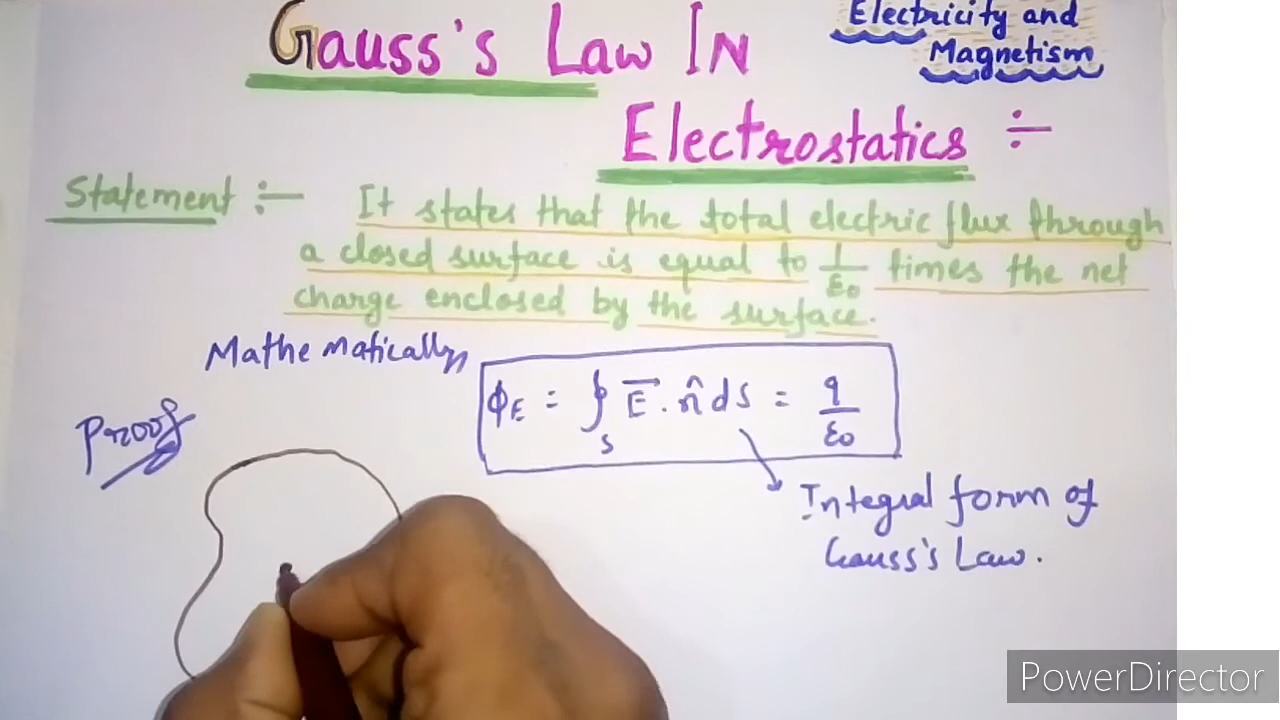 Gauss's Law IN
Electricity and
Magnetism
Electrostatics ÷
Statement :- It states that the total electric flux through
a closed surface is equal to 1/ε0 times the net
charge enclosed by the surface.
Mathematically
ΦE = ∮S E⃗ . n̂ ds = q/ε0
Proof
Integral form of
Gauss's Law.
PowerDirector